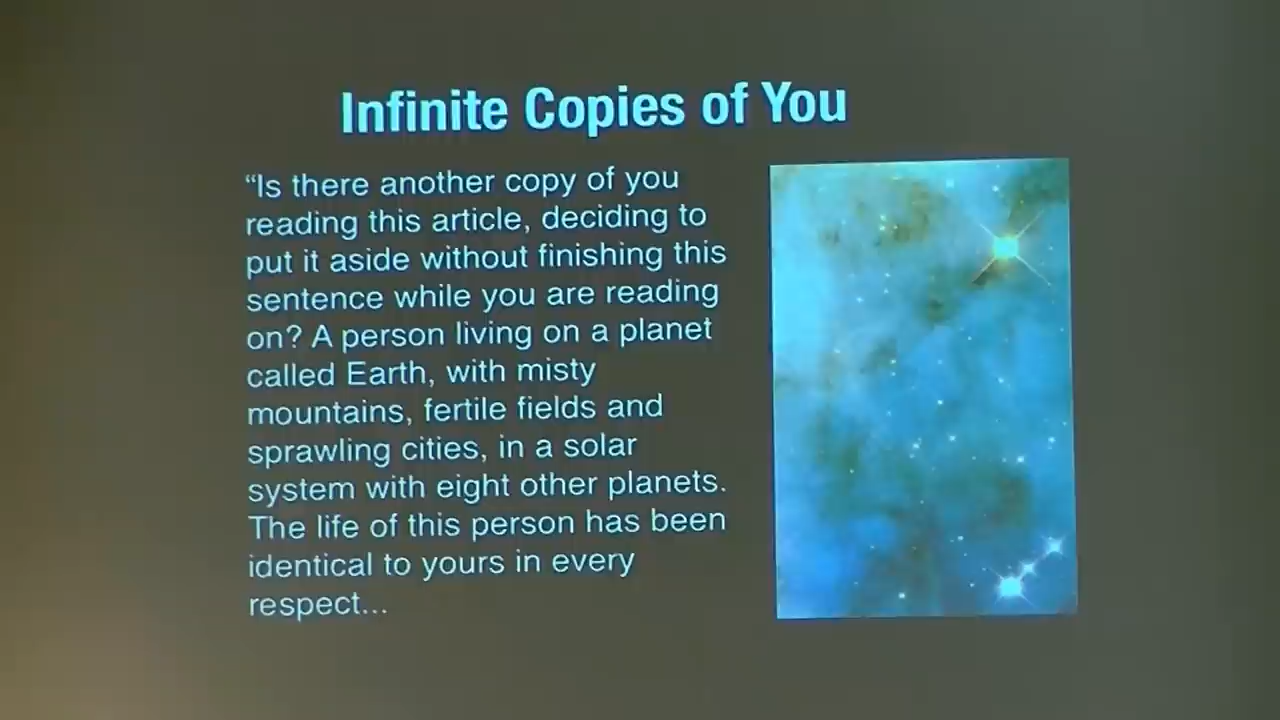 Infinite Copies of You
“Is there another copy of you
reading this article, deciding to
put it aside without finishing this
sentence while you are reading
on? A person living on a planet
called Earth, with misty
mountains, fertile fields and
sprawling cities, in a solar
system with eight other planets.
The life of this person has been
identical to yours in every
respect...